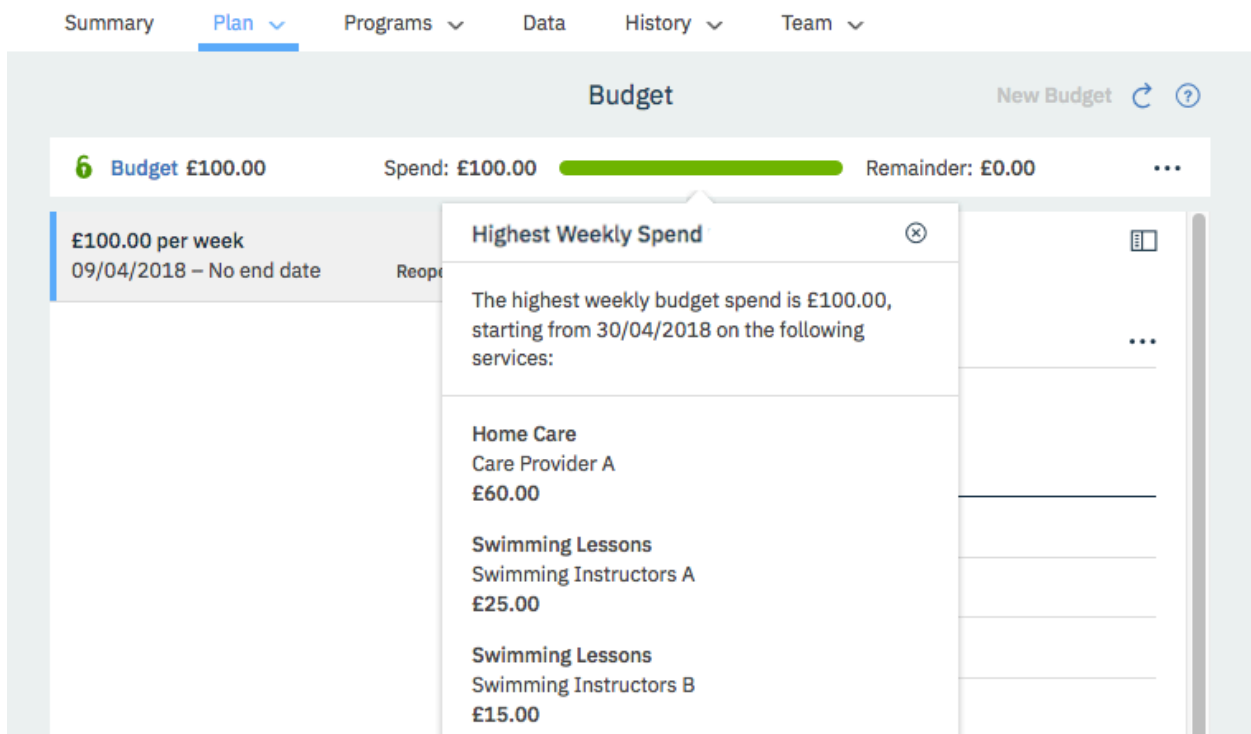 Summary Plan Programs Data History Team
Budget
New Budget
Budget £100.00 Spend: £100.00 Remainder: £0.00
£100.00 per week
09/04/2018 – No end date
Highest Weekly Spend
The highest weekly budget spend is £100.00,
starting from 30/04/2018 on the following
services:
Home Care
Care Provider A
£60.00
Swimming Lessons
Swimming Instructors A
£25.00
Swimming Lessons
Swimming Instructors B
£15.00